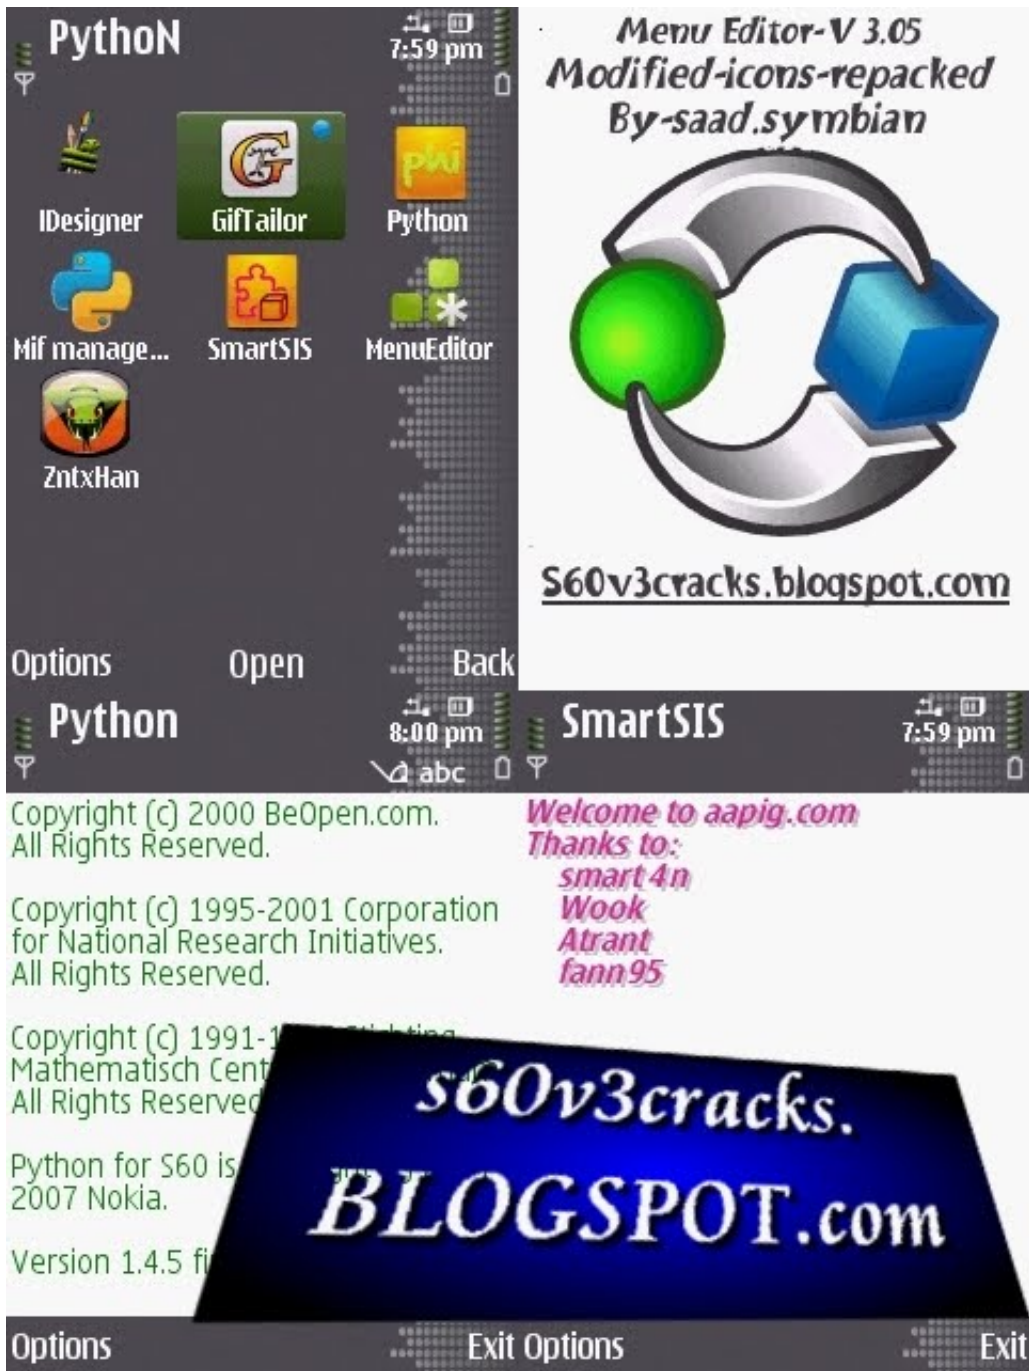 PythoN
7:59 pm
IDesigner
GifTailor
phi
Python
Mif manage...
SmartSIS
MenuEditor
ZntxHan
Options
Open
Back
Menu Editor-V 3.05
Modified-icons-repacked
By-saad.symbian
S60v3cracks.blogspot.com
Python
8:00 pm
abc
Copyright (c) 2000 BeOpen.com.
All Rights Reserved.
Copyright (c) 1995-2001 Corporation
for National Research Initiatives.
All Rights Reserved.
Copyright (c) 1991-1
Mathematisch Cent
All Rights Reserved
Python for S60 is
2007 Nokia.
Version 1.4.5 fi
Options
Exit
SmartSIS
7:59 pm
Welcome to aapig.com
Thanks to:
smart4n
Wook
Atrant
fann95
s60v3cracks.
BLOGSPOT.com
Options
Exit